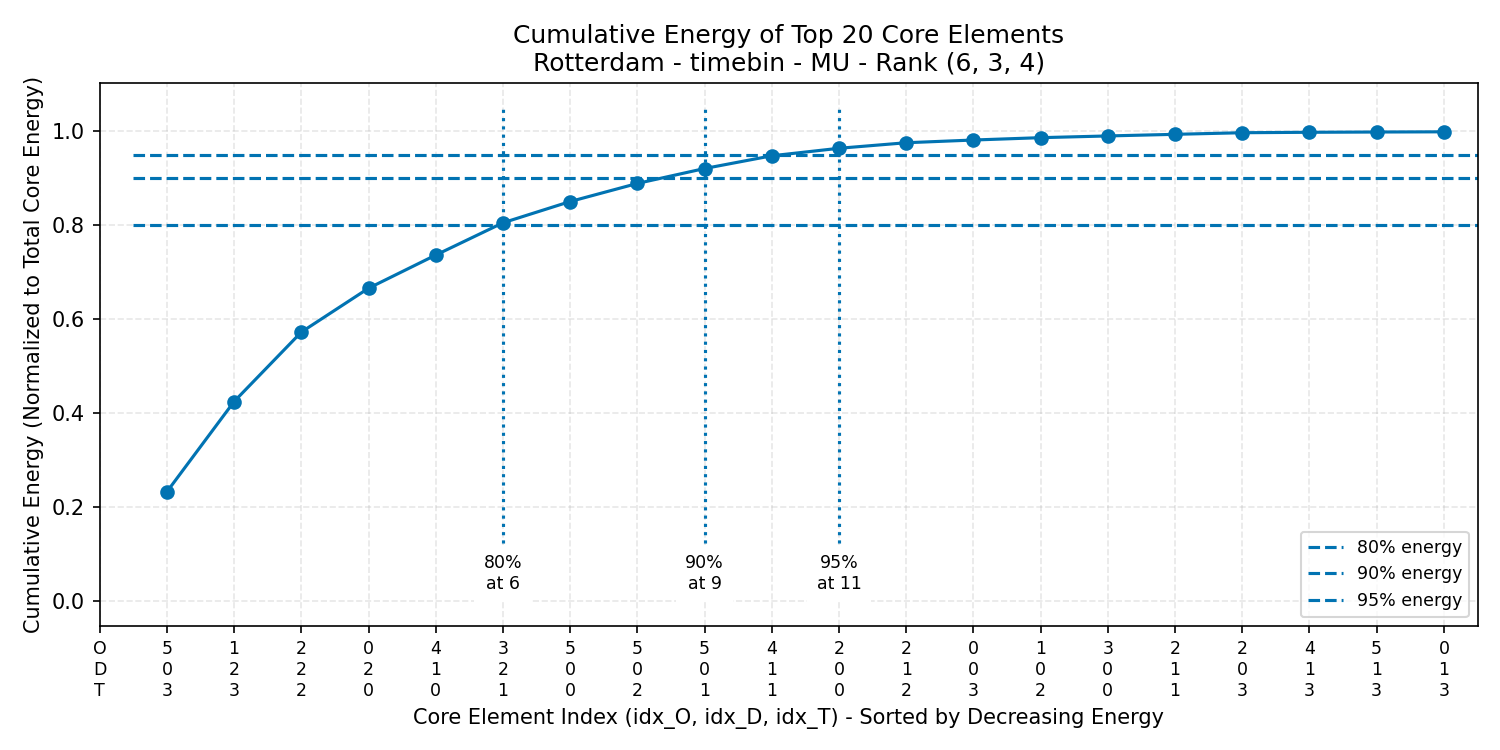 Cumulative Energy of Top 20 Core Elements
Rotterdam - timebin - MU - Rank (6, 3, 4)
Cumulative Energy (Normalized to Total Core Energy)
1.0
0.8
0.6
0.4
0.2
0.0
80%
at 6
90%
at 9
95%
at 11
80% energy
90% energy
95% energy
O 5 1 2 0 4 3 5 5 5 4 2 2 0 1 3 2 2 4 5 0
D 0 2 2 2 1 2 0 0 0 1 0 1 0 0 0 1 0 1 1 1
T 3 3 2 0 0 1 0 2 1 1 0 2 3 2 0 1 3 3 3 3
Core Element Index (idx_O, idx_D, idx_T) - Sorted by Decreasing Energy